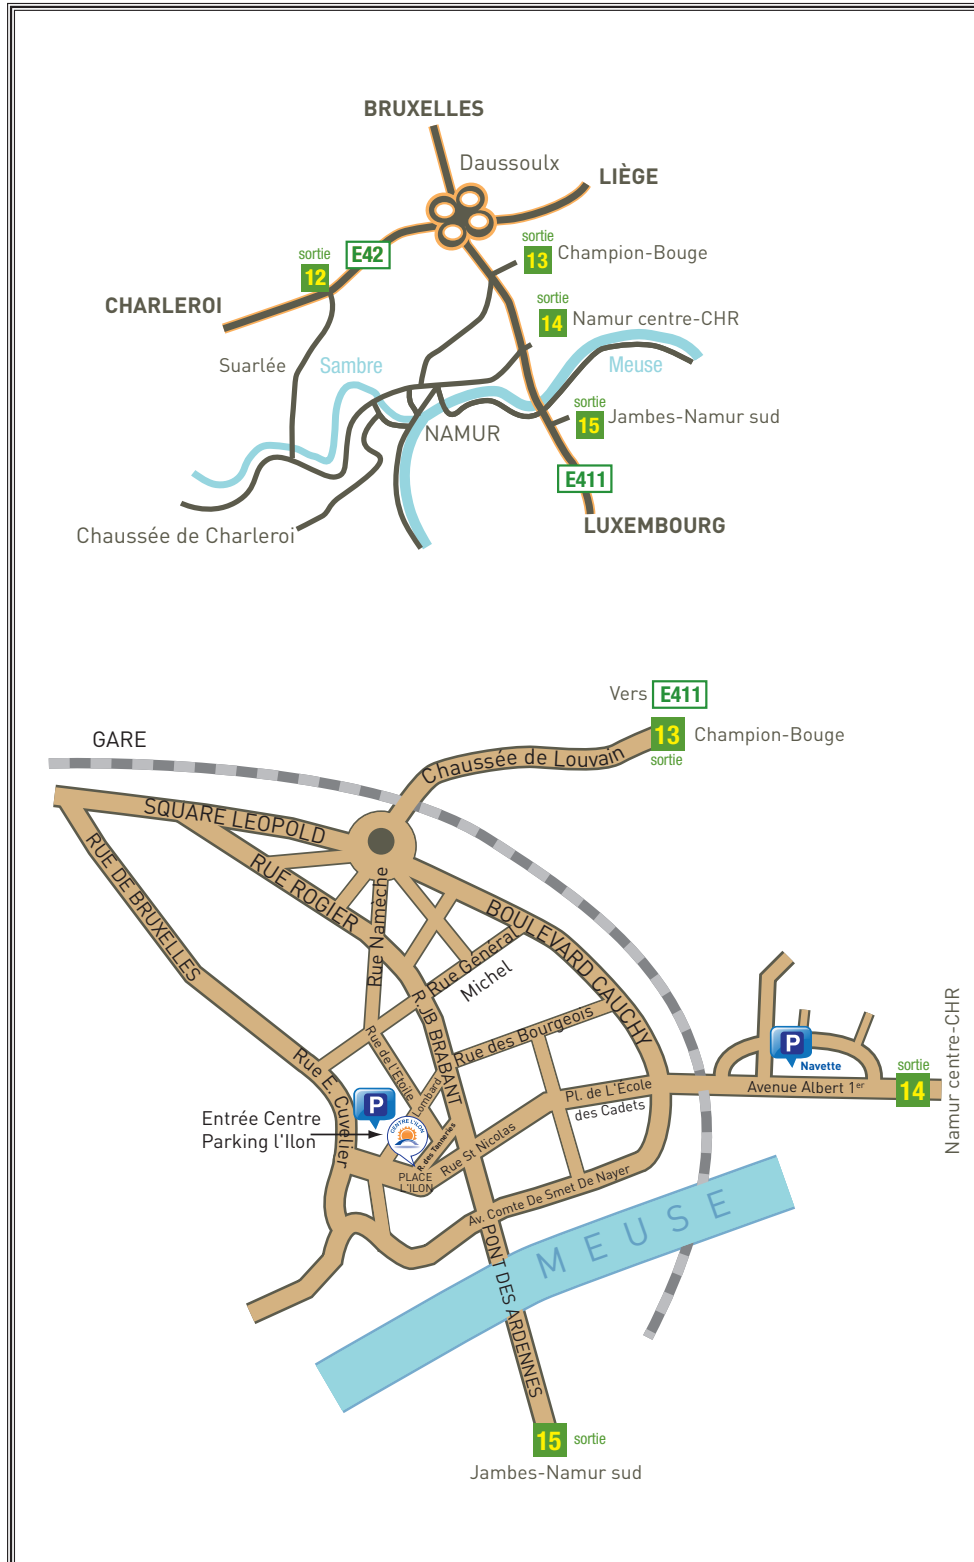 BRUXELLES
Daussoulx
LIÈGE
sortie
13
Champion-Bouge
sortie
12
E42
CHARLEROI
sortie
14
Namur centre-CHR
Suarlée
Sambre
Meuse
sortie
15
Jambes-Namur sud
NAMUR
E411
LUXEMBOURG
Chaussée de Charleroi
Vers E411
13
sortie
Champion-Bouge
GARE
Chaussée de Louvain
SQUARE LEOPOLD
RUE DE BRUXELLES
RUE ROGIER
Rue Namèche
BOULEVARD CAUCHY
Rue Général
Michel
R. JB BRABANT
Rue des Bourgeois
Rue de l'Etoile
Lombard
Rue E. Cuvelier
P
Entrée Centre
Parking l'Ilon
CENTRE L'ILON
R. des Tanneries
PLACE
L'ILON
Rue St Nicolas
Pl. de L'École
des Cadets
P
Navette
Avenue Albert 1er
sortie
14
Namur centre-CHR
Av. Comte De Smet De Nayer
MEUSE
PONT DES ARDENNES
15
sortie
Jambes-Namur sud